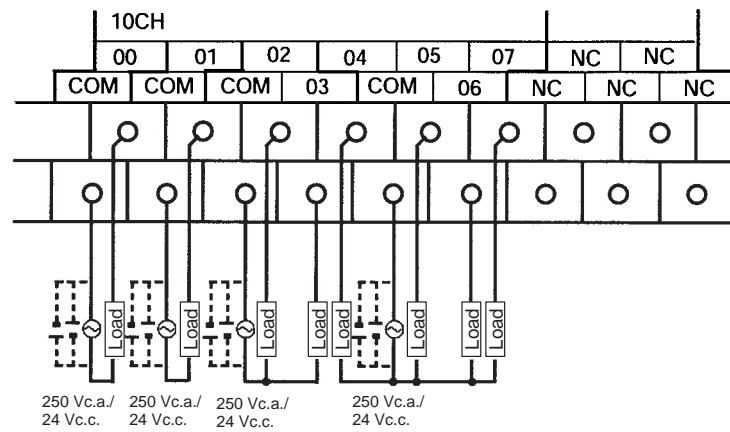 10CH
00 01 02 04 05 07 NC NC
COM COM COM 03 COM 06 NC NC NC
Load Load Load Load Load Load Load Load
250 Vc.a./ 250 Vc.a./ 250 Vc.a./ 250 Vc.a./
24 Vc.c. 24 Vc.c. 24 Vc.c. 24 Vc.c.